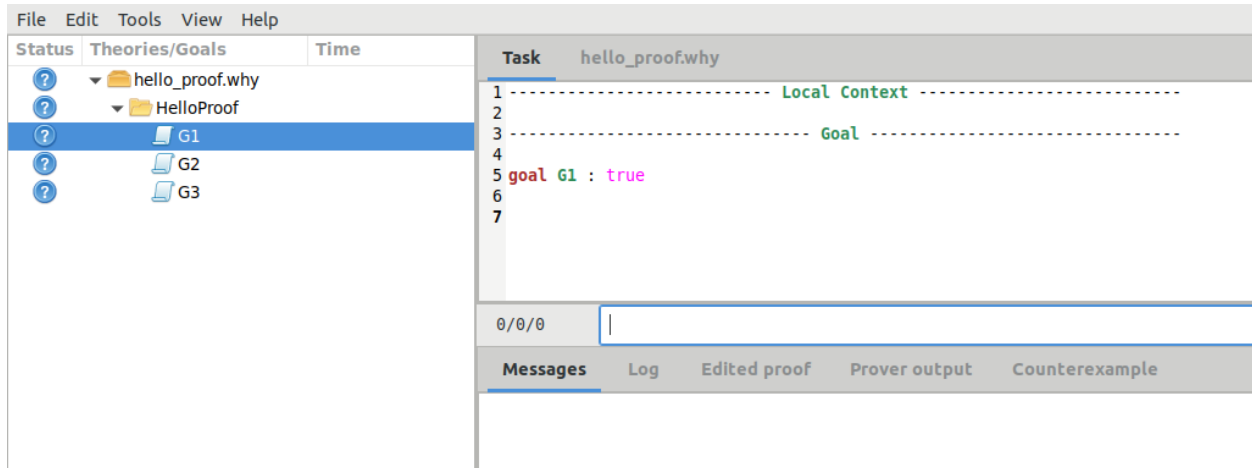 File Edit Tools View Help
Status Theories/Goals Time
hello_proof.why
HelloProof
G1
G2
G3
Task hello_proof.why
1 --------------------------- Local Context ---------------------------
2
3 ------------------------------- Goal --------------------------------
4
5 goal G1 : true
6
7
0/0/0
Messages Log Edited proof Prover output Counterexample